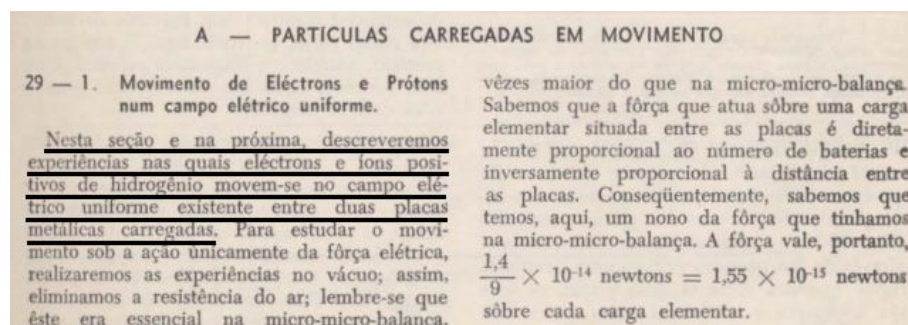 A — PARTÍCULAS CARREGADAS EM MOVIMENTO
29 — 1. Movimento de Eléctrons e Prótons
num campo elétrico uniforme.
Nesta seção e na próxima, descreveremos
experiências nas quais eléctrons e íons posi-
tivos de hidrogênio movem-se no campo elé-
trico uniforme existente entre duas placas
metálicas carregadas. Para estudar o movi-
mento sob a ação ùnicamente da fôrça elétrica,
realizaremos as experiências no vácuo; assim,
eliminamos a resistência do ar; lembre-se que
êste era essencial na micro-micro-balança.
vêzes maior do que na micro-micro-balança.
Sabemos que a fôrça que atua sôbre uma carga
elementar situada entre as placas é direta-
mente proporcional ao número de baterias e
inversamente proporcional à distância entre
as placas. Conseqüentemente, sabemos que
temos, aqui, um nono da fôrça que tínhamos
na micro-micro-balança. A fôrça vale, portanto,
1,4/9 × 10⁻¹⁴ newtons = 1,55 × 10⁻¹⁵ newtons
sôbre cada carga elementar.